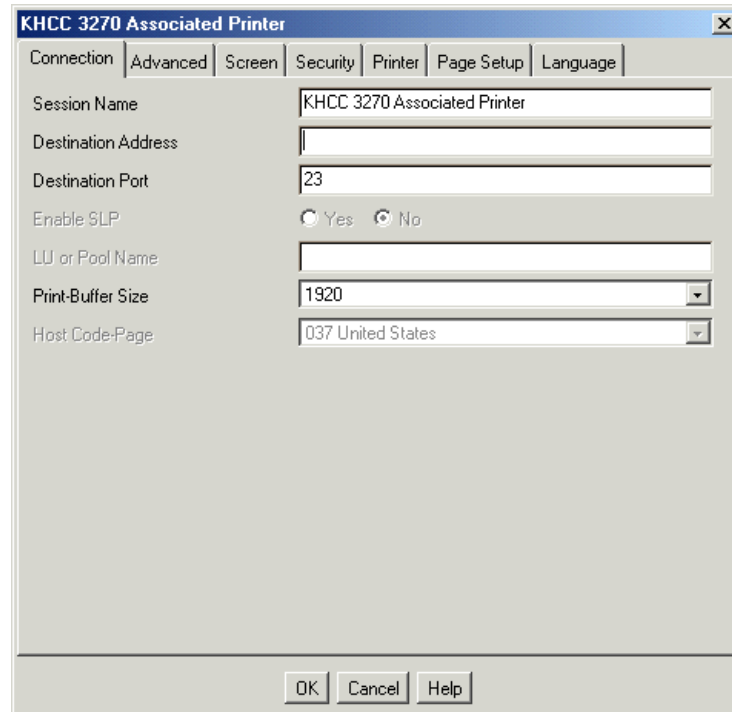 KHCC 3270 Associated Printer
Connection Advanced Screen Security Printer Page Setup Language
Session Name KHCC 3270 Associated Printer
Destination Address
Destination Port 23
Enable SLP Yes No
LU or Pool Name
Print-Buffer Size 1920
Host Code-Page 037 United States
OK Cancel Help